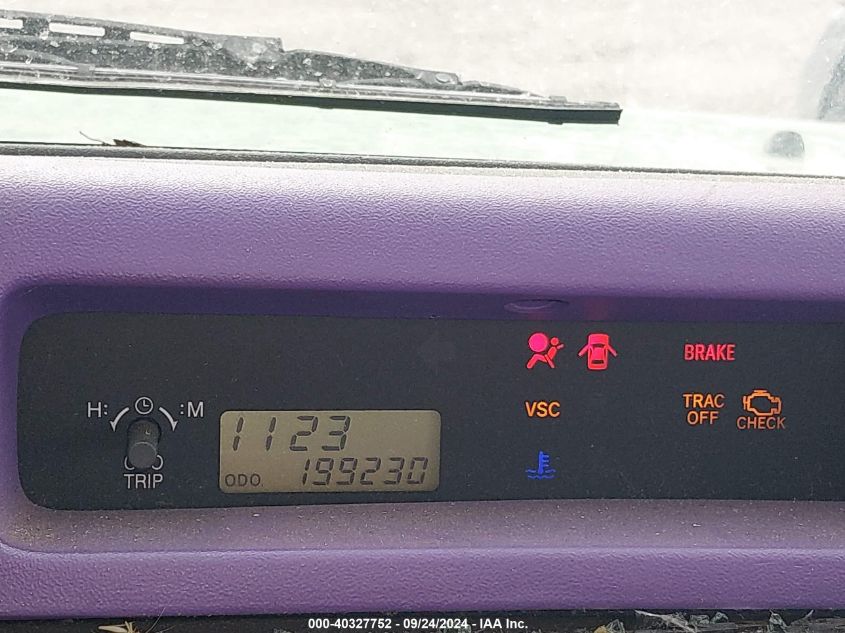 BRAKE
H: :M
VSC
TRAC
OFF
CHECK
1123
TRIP
ODO 199230
000-40327752 - 09/24/2024 - IAA Inc.